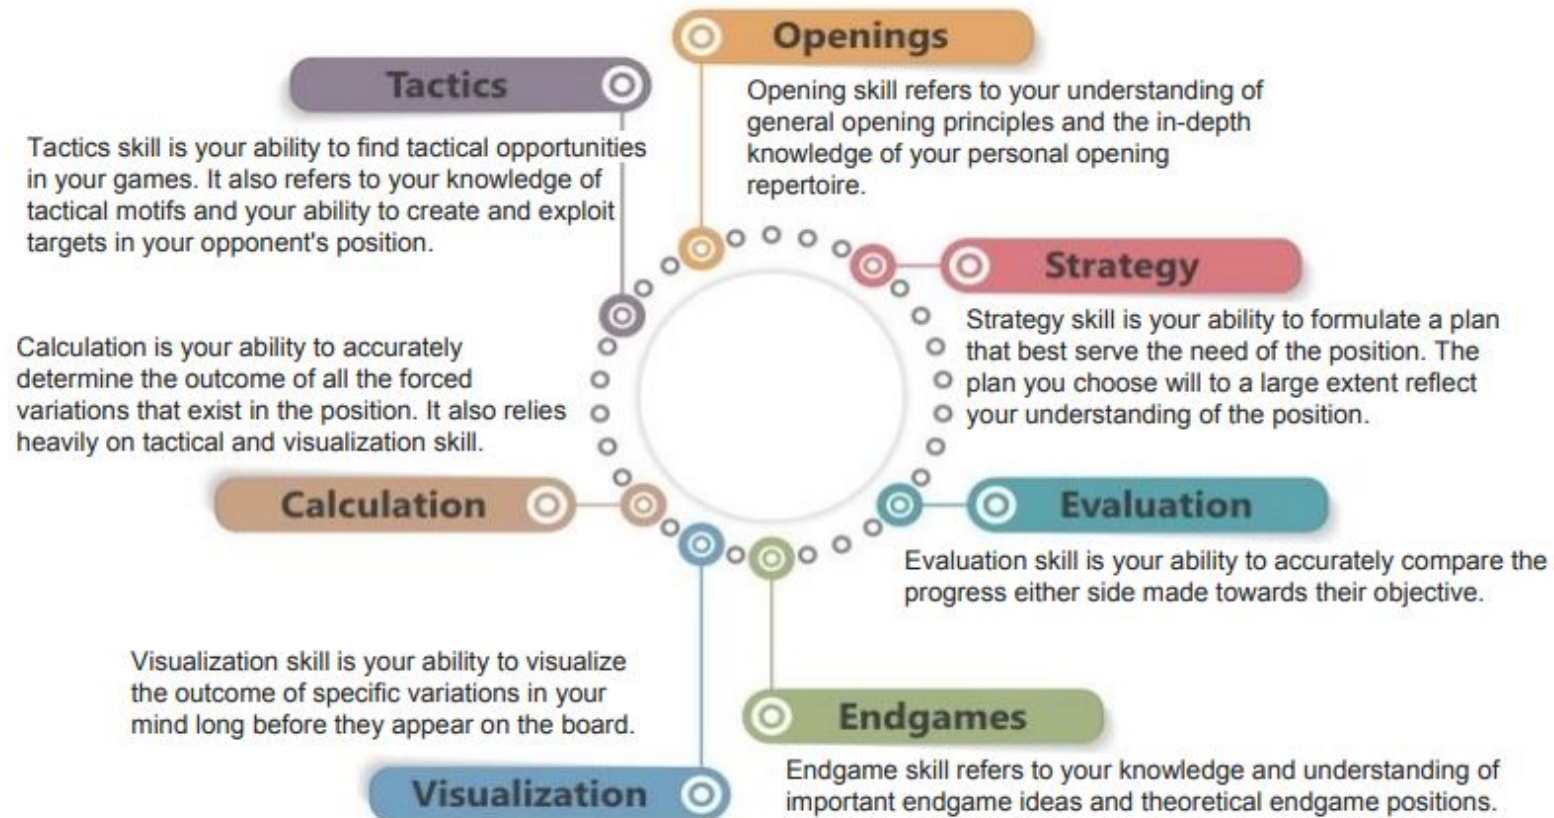 Openings
Opening skill refers to your understanding of
general opening principles and the in-depth
knowledge of your personal opening
repertoire.
Tactics
Tactics skill is your ability to find tactical opportunities
in your games. It also refers to your knowledge of
tactical motifs and your ability to create and exploit
targets in your opponent's position.
Strategy
Strategy skill is your ability to formulate a plan
that best serve the need of the position. The
plan you choose will to a large extent reflect
your understanding of the position.
Calculation is your ability to accurately
determine the outcome of all the forced
variations that exist in the position. It also relies
heavily on tactical and visualization skill.
Calculation
Evaluation
Evaluation skill is your ability to accurately compare the
progress either side made towards their objective.
Visualization skill is your ability to visualize
the outcome of specific variations in your
mind long before they appear on the board.
Visualization
Endgames
Endgame skill refers to your knowledge and understanding of
important endgame ideas and theoretical endgame positions.